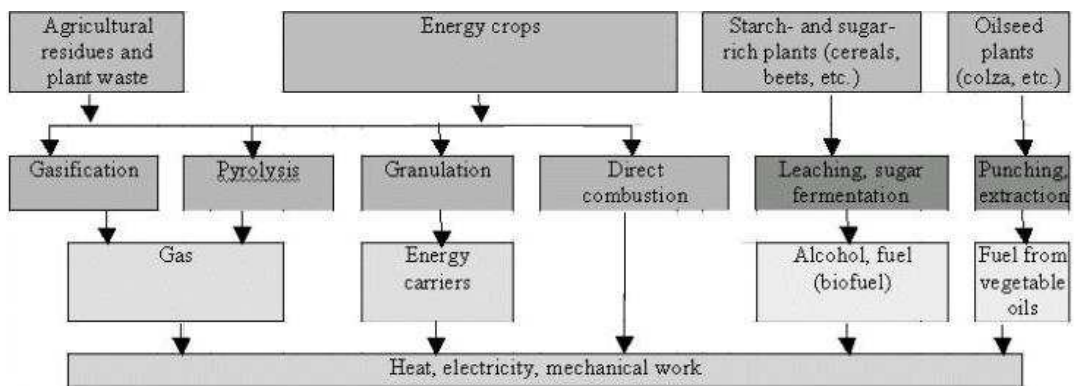 Agricultural
residues and
plant waste
Energy crops
Starch- and sugar-
rich plants (cereals,
beets, etc.)
Oilseed
plants
(colza, etc.)
Gasification
Pyrolysis
Granulation
Direct
combustion
Leaching, sugar
fermentation
Punching,
extraction
Gas
Energy
carriers
Alcohol, fuel
(biofuel)
Fuel from
vegetable
oils
Heat, electricity, mechanical work